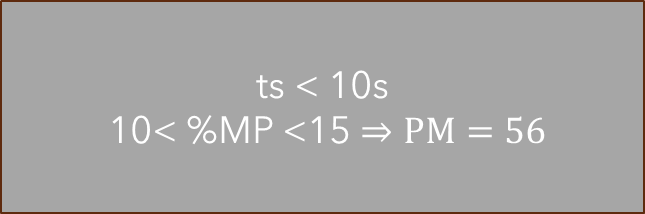 ts < 10s
10< %MP <15 ⇒ PM = 56